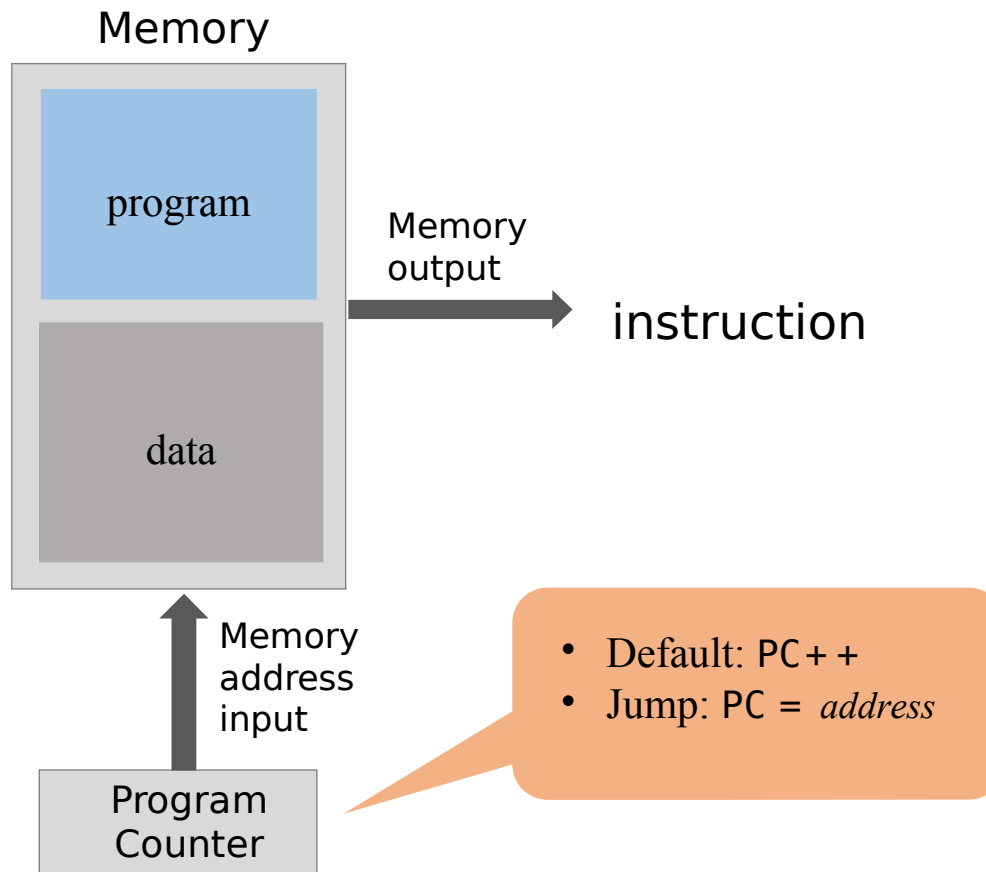 Memory
program
Memory
output
instruction
data
Memory
address
input
• Default: PC++
• Jump: PC = address
Program
Counter